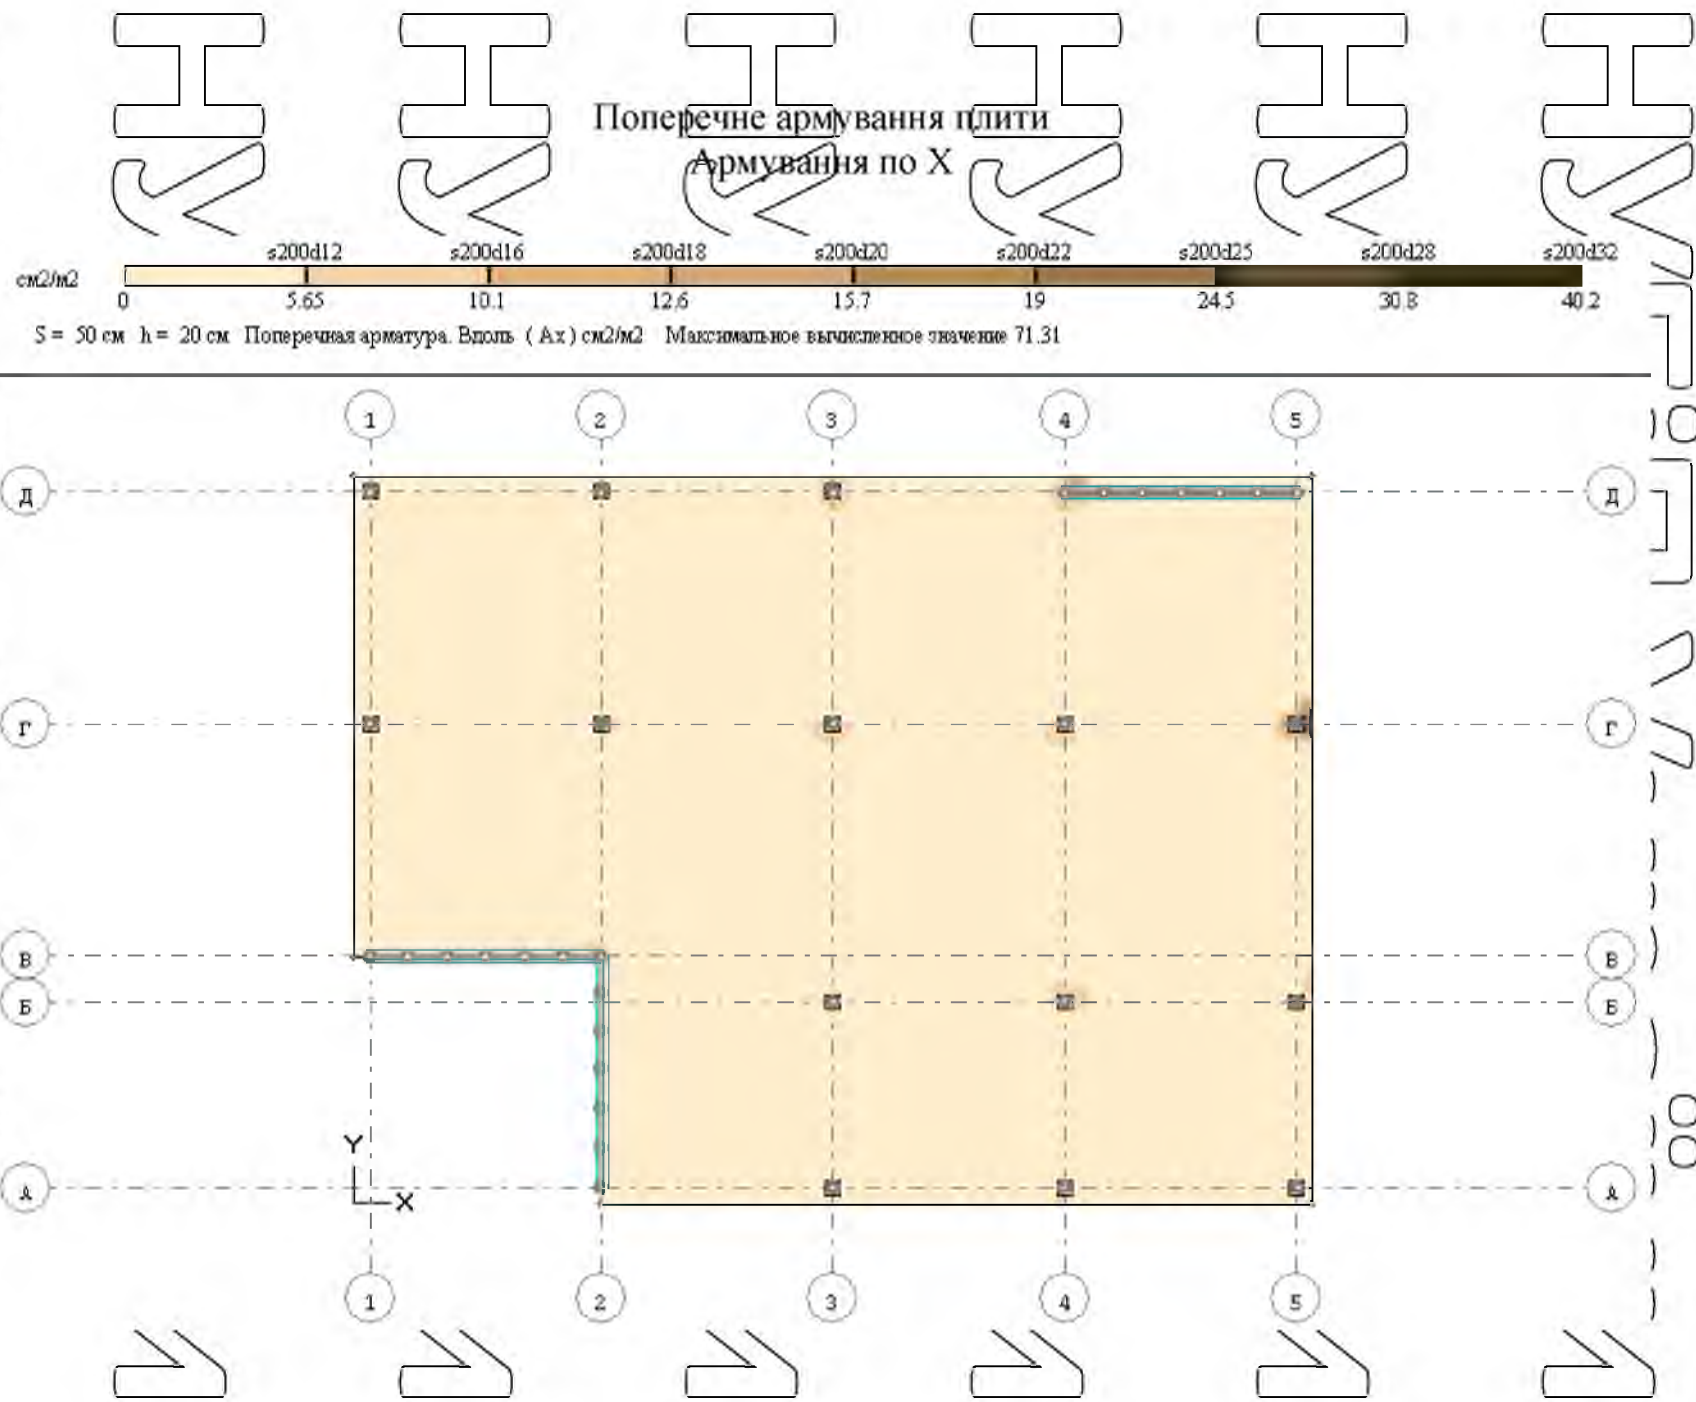 Поперечне армування плити
Армування по X
s200d12 s200d16 s200d18 s200d20 s200d22 s200d25 s200d28 s200d32
см2/м2
0 5.65 10.1 12.6 15.7 19 24.5 30.8 40.2
S = 50 см h = 20 см Поперечная арматура. Вдоль ( Ax ) см2/м2 Максимальное вычисленное значение 71.31
1 2 3 4 5
Д Д
Г Г
В В
Б Б
Y
А А
X
1 2 3 4 5